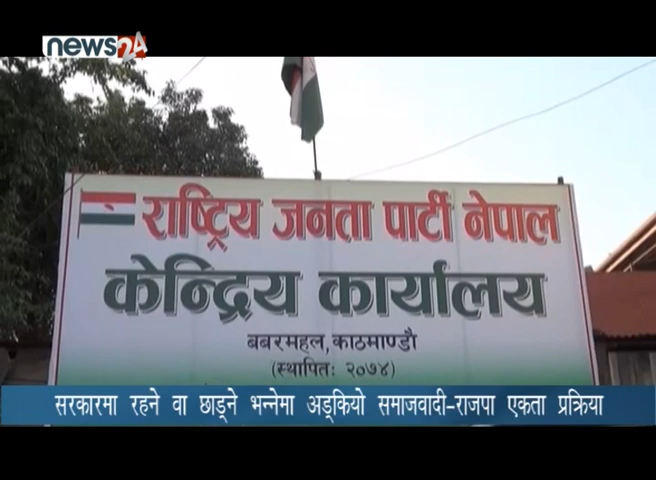 news24
राष्ट्रिय जनता पार्टी नेपाल
केन्द्रिय कार्यालय
बबरमहल, काठमाण्डौ
(स्थापितः २०७४)
सरकारमा रहने वा छाड्ने भन्नेमा अड्कियो समाजवादी-राजपा एकता प्रक्रिया